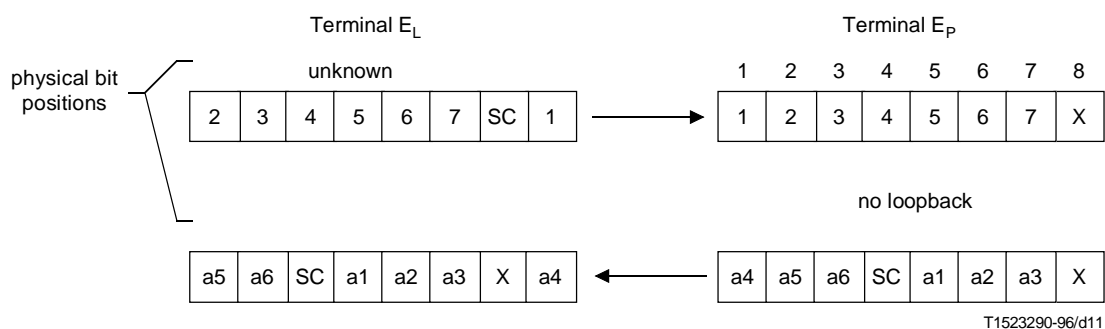 Terminal E_L Terminal E_P
physical bit positions
unknown 1 2 3 4 5 6 7 8
2 3 4 5 6 7 SC 1 1 2 3 4 5 6 7 X
no loopback
a5 a6 SC a1 a2 a3 X a4 a4 a5 a6 SC a1 a2 a3 X
T1523290-96/d11